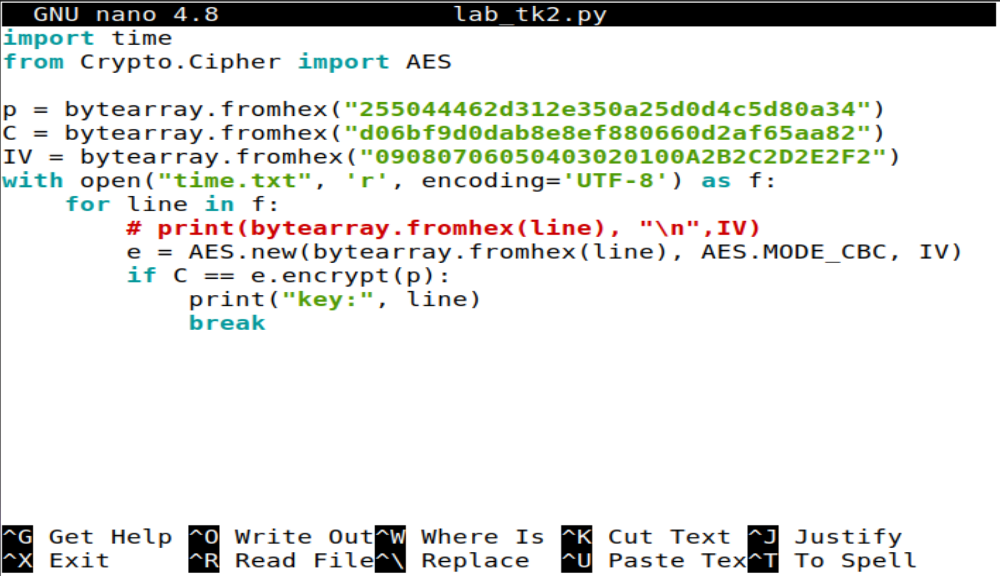 GNU nano 4.8 lab_tk2.py
import time
from Crypto.Cipher import AES
p = bytearray.fromhex("255044462d312e350a25d0d4c5d80a34")
C = bytearray.fromhex("d06bf9d0dab8e8ef880660d2af65aa82")
IV = bytearray.fromhex("09080706050403020100A2B2C2D2E2F2")
with open("time.txt", 'r', encoding='UTF-8') as f:
for line in f:
# print(bytearray.fromhex(line), "\n",IV)
e = AES.new(bytearray.fromhex(line), AES.MODE_CBC, IV)
if C == e.encrypt(p):
print("key:", line)
break
^G Get Help ^O Write Out ^W Where Is ^K Cut Text ^J Justify
^X Exit ^R Read File ^\ Replace ^U Paste Tex ^T To Spell